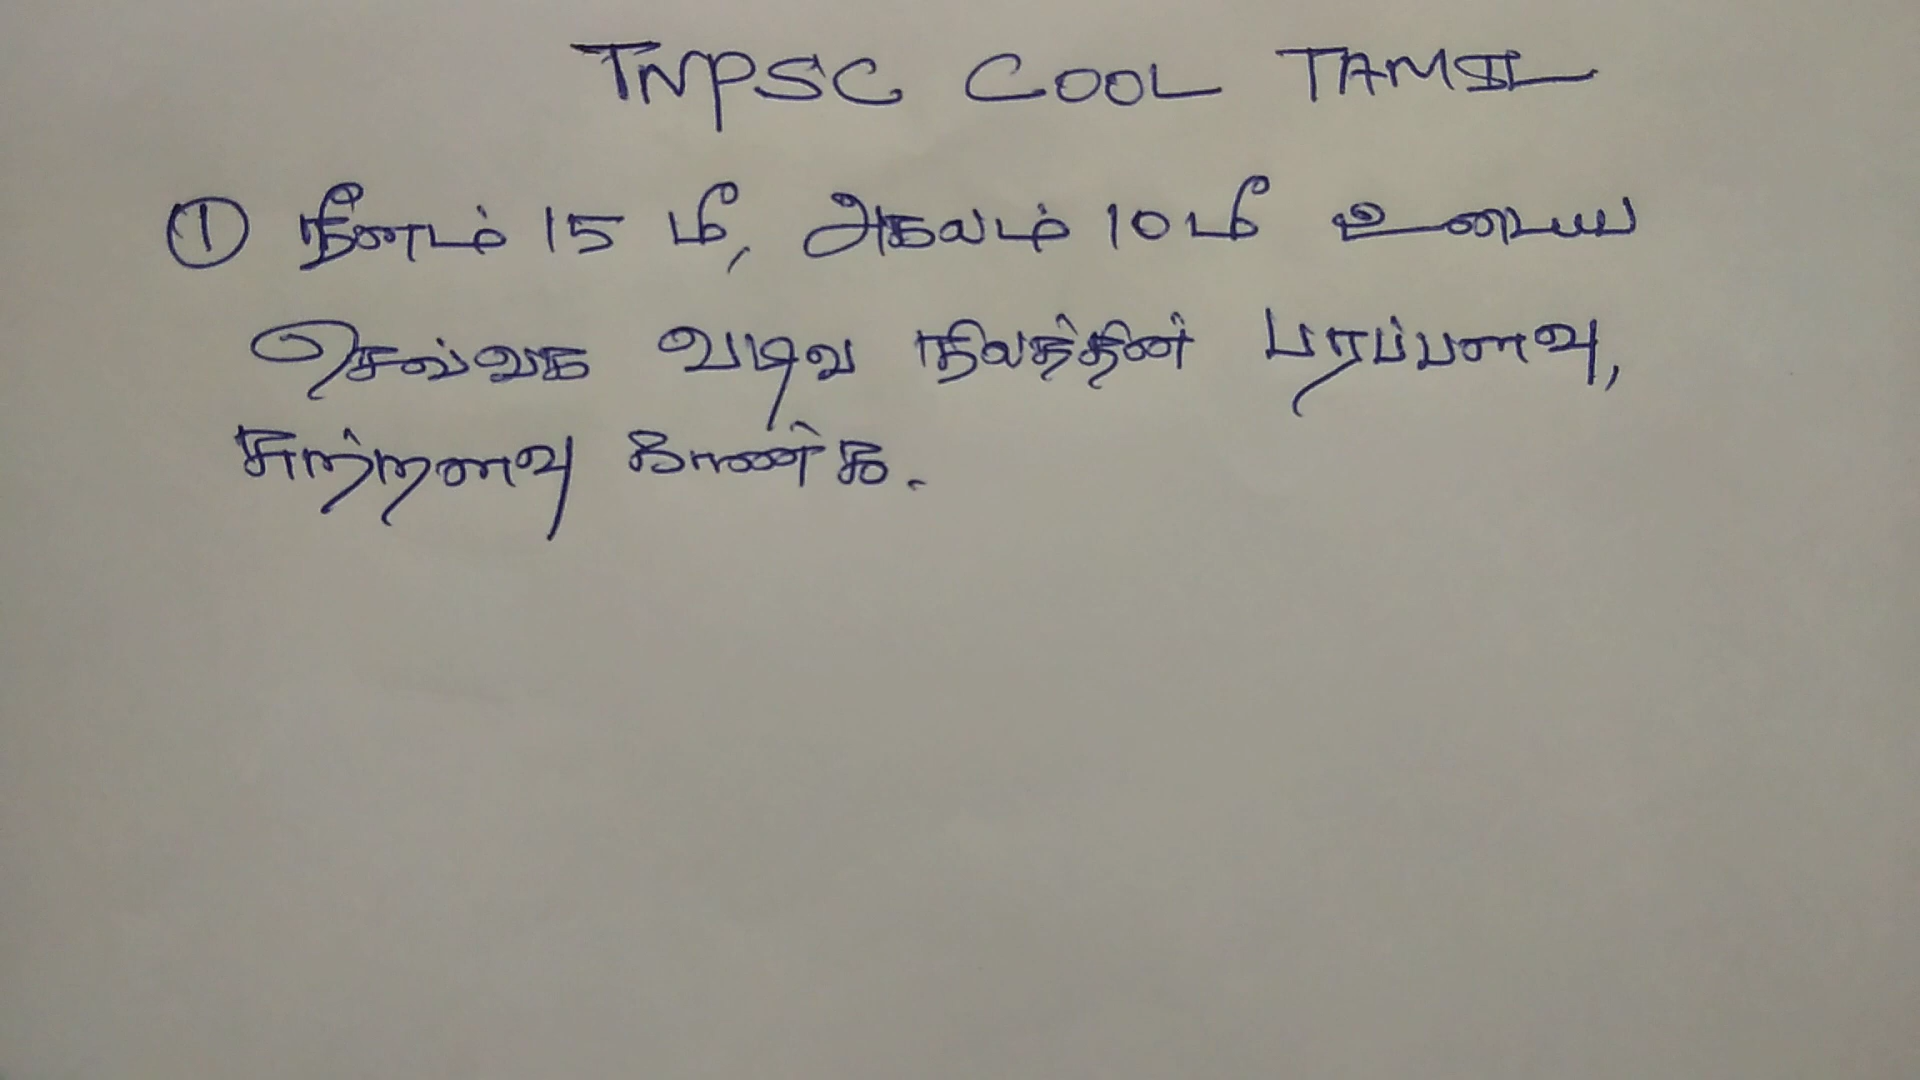 TNPSC COOL TAMIL
① நீளம் 15 மீ, அகலம் 10 மீ உடைய
செவ்வக வடிவ நிலத்தின் பரப்பளவு,
சுற்றளவு காண்க.